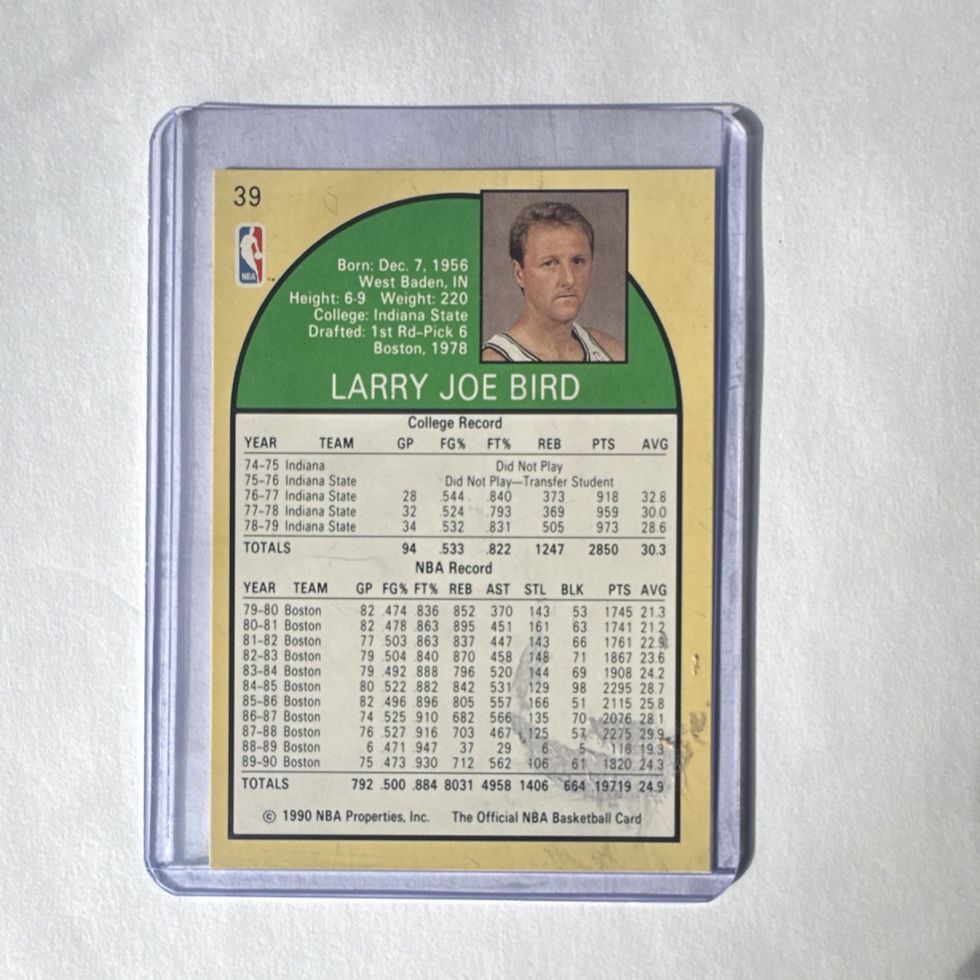 39
NBA
Born: Dec. 7, 1956
West Baden, IN
Height: 6-9 Weight: 220
College: Indiana State
Drafted: 1st Rd-Pick 6
Boston, 1978
LARRY JOE BIRD
College Record
YEAR TEAM GP FG% FT% REB PTS AVG
74-75 Indiana Did Not Play
75-76 Indiana State Did Not Play—Transfer Student
76-77 Indiana State 28 .544 .840 373 918 32.8
77-78 Indiana State 32 .524 .793 369 959 30.0
78-79 Indiana State 34 .532 .831 505 973 28.6
TOTALS 94 .533 .822 1247 2850 30.3
NBA Record
YEAR TEAM GP FG% FT% REB AST STL BLK PTS AVG
79-80 Boston 82 .474 .836 852 370 143 53 1745 21.3
80-81 Boston 82 .478 .863 895 451 161 63 1741 21.2
81-82 Boston 77 .503 .863 837 447 143 66 1761 22.9
82-83 Boston 79 .504 .840 870 458 148 71 1867 23.6
83-84 Boston 79 .492 .888 796 520 144 69 1908 24.2
84-85 Boston 80 .522 .882 842 531 129 98 2295 28.7
85-86 Boston 82 .496 .896 805 557 166 51 2115 25.8
86-87 Boston 74 .525 .910 682 566 135 70 2076 28.1
87-88 Boston 76 .527 .916 703 467 125 57 2275 29.9
88-89 Boston 6 .471 .947 37 29 6 5 116 19.3
89-90 Boston 75 .473 .930 712 562 106 61 1820 24.3
TOTALS 792 .500 .884 8031 4958 1406 664 19719 24.9
© 1990 NBA Properties, Inc. The Official NBA Basketball Card